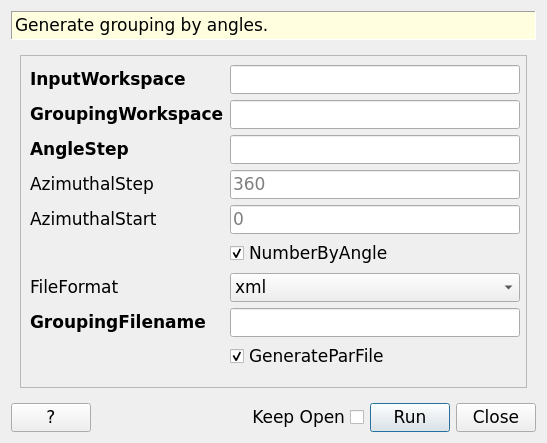 Generate grouping by angles.
InputWorkspace
GroupingWorkspace
AngleStep
AzimuthalStep 360
AzimuthalStart 0
NumberByAngle
FileFormat xml
GroupingFilename
GenerateParFile
? Keep Open Run Close